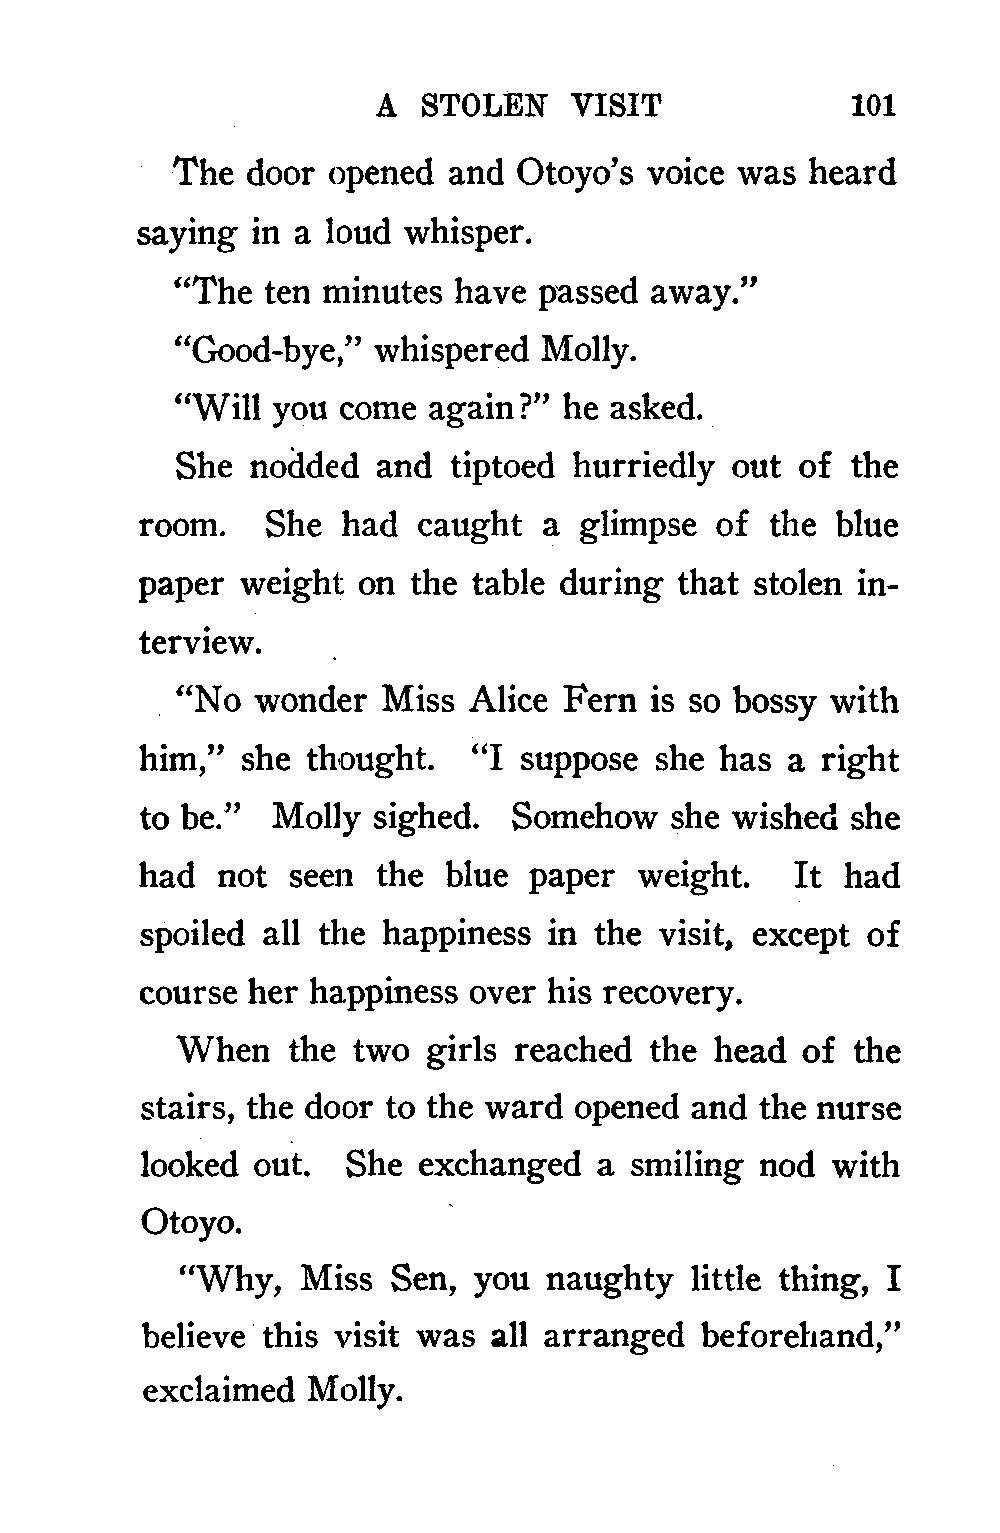 A STOLEN VISIT 101
The door opened and Otoyo's voice was heard
saying in a loud whisper.
"The ten minutes have passed away."
"Good-bye," whispered Molly.
"Will you come again?" he asked.
She nodded and tiptoed hurriedly out of the
room. She had caught a glimpse of the blue
paper weight on the table during that stolen in-
terview.
"No wonder Miss Alice Fern is so bossy with
him," she thought. "I suppose she has a right
to be." Molly sighed. Somehow she wished she
had not seen the blue paper weight. It had
spoiled all the happiness in the visit, except of
course her happiness over his recovery.
When the two girls reached the head of the
stairs, the door to the ward opened and the nurse
looked out. She exchanged a smiling nod with
Otoyo.
"Why, Miss Sen, you naughty little thing, I
believe this visit was all arranged beforehand,"
exclaimed Molly.